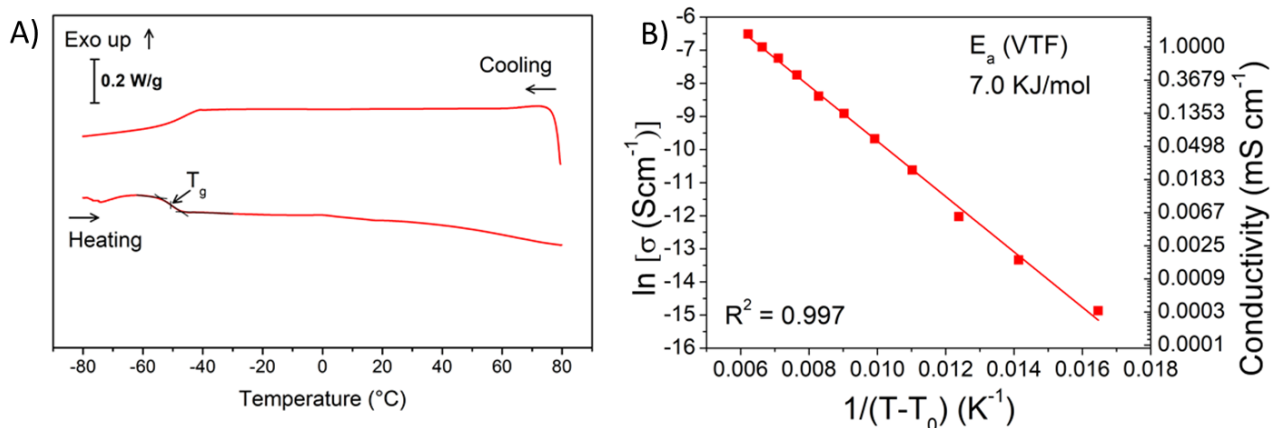 A)
Exo up ↑
0.2 W/g
Cooling
←
T_g
→
Heating
-80 -60 -40 -20 0 20 40 60 80
Temperature (°C)
B)
E_a (VTF)
7.0 KJ/mol
R² = 0.997
ln [σ (Scm⁻¹)]
-6
-7
-8
-9
-10
-11
-12
-13
-14
-15
-16
0.006 0.008 0.010 0.012 0.014 0.016 0.018
1/(T-T₀) (K⁻¹)
1.0000
0.3679
0.1353
0.0498
0.0183
0.0067
0.0025
0.0009
0.0003
0.0001
Conductivity (mS cm⁻¹)